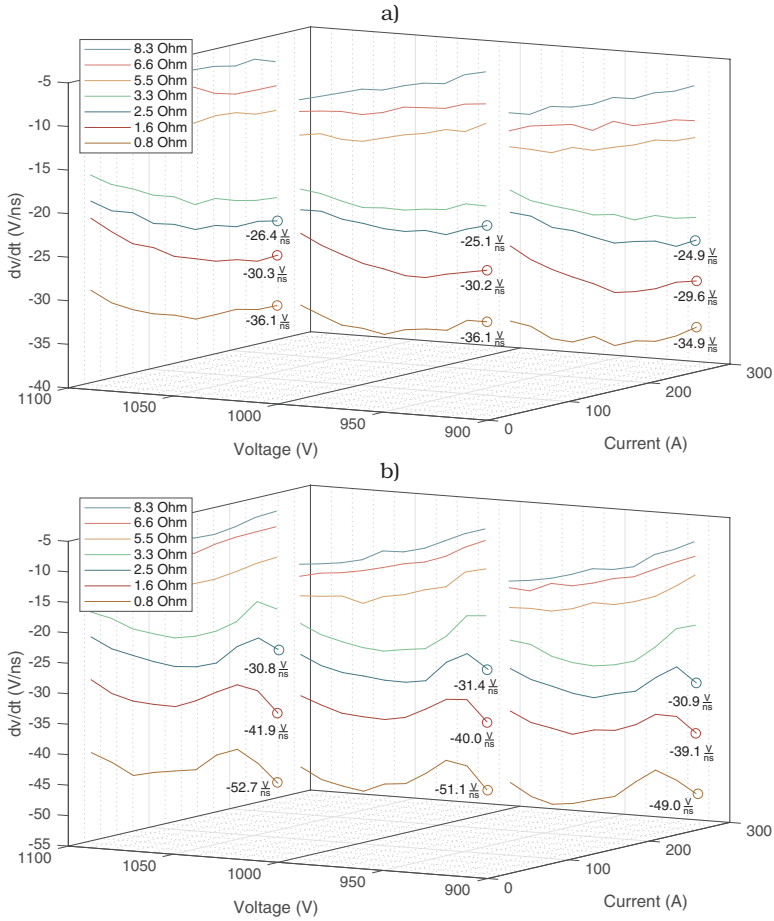 a)
8.3 Ohm
6.6 Ohm
5.5 Ohm
3.3 Ohm
2.5 Ohm
1.6 Ohm
0.8 Ohm
-5
-10
-15
-20
-25
-30
-35
-40
dv/dt (V/ns)
-26.4 V/ns
-30.3 V/ns
-36.1 V/ns
-25.1 V/ns
-30.2 V/ns
-36.1 V/ns
-24.9 V/ns
-29.6 V/ns
-34.9 V/ns
1100
1050
1000
950
900
Voltage (V)
0
100
200
300
Current (A)
b)
8.3 Ohm
6.6 Ohm
5.5 Ohm
3.3 Ohm
2.5 Ohm
1.6 Ohm
0.8 Ohm
-5
-10
-15
-20
-25
-30
-35
-40
-45
-50
-55
dv/dt (V/ns)
-30.8 V/ns
-41.9 V/ns
-52.7 V/ns
-31.4 V/ns
-40.0 V/ns
-51.1 V/ns
-30.9 V/ns
-39.1 V/ns
-49.0 V/ns
1100
1050
1000
950
900
Voltage (V)
0
100
200
300
Current (A)